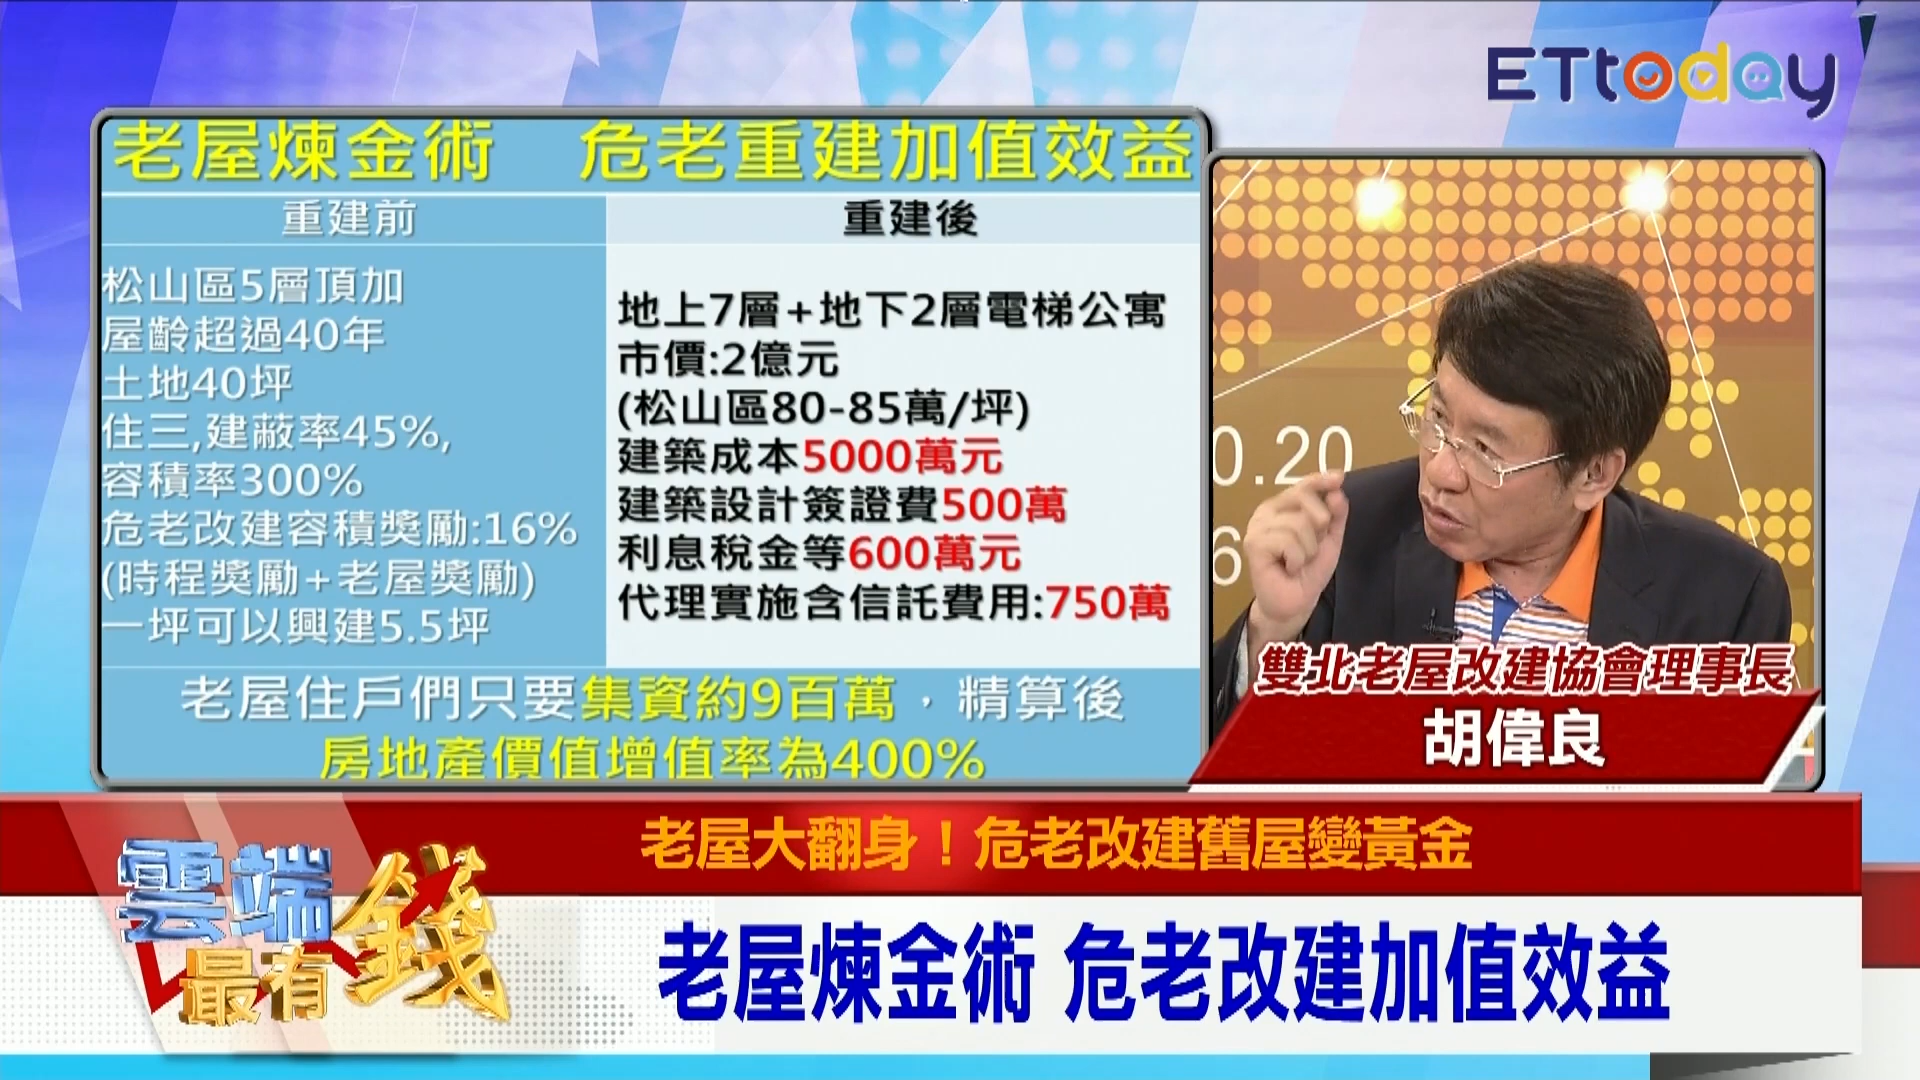 ETtoday
老屋煉金術 危老重建加值效益
重建前
松山區5層頂加
屋齡超過40年
土地40坪
住三,建蔽率45%,
容積率300%
危老改建容積獎勵:16%
(時程獎勵+老屋獎勵)
一坪可以興建5.5坪
重建後
地上7層+地下2層電梯公寓
市價:2億元
(松山區80-85萬/坪)
建築成本5000萬元
建築設計簽證費500萬
利息稅金等600萬元
代理實施含信託費用:750萬
老屋住戶們只要集資約9百萬，精算後
房地產價值增值率為400%
0.20
6
雙北老屋改建協會理事長
胡偉良
雲端
最有錢
老屋大翻身！危老改建舊屋變黃金
老屋煉金術 危老改建加值效益